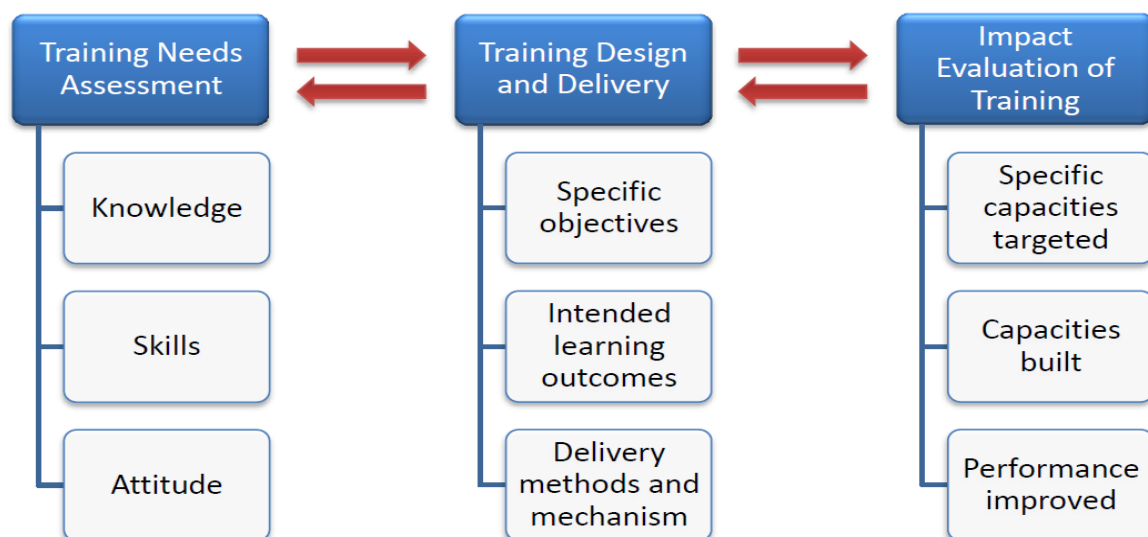 Training Needs
Assessment
Knowledge
Skills
Attitude
Training Design
and Delivery
Specific
objectives
Intended
learning
outcomes
Delivery
methods and
mechanism
Impact
Evaluation of
Training
Specific
capacities
targeted
Capacities
built
Performance
improved